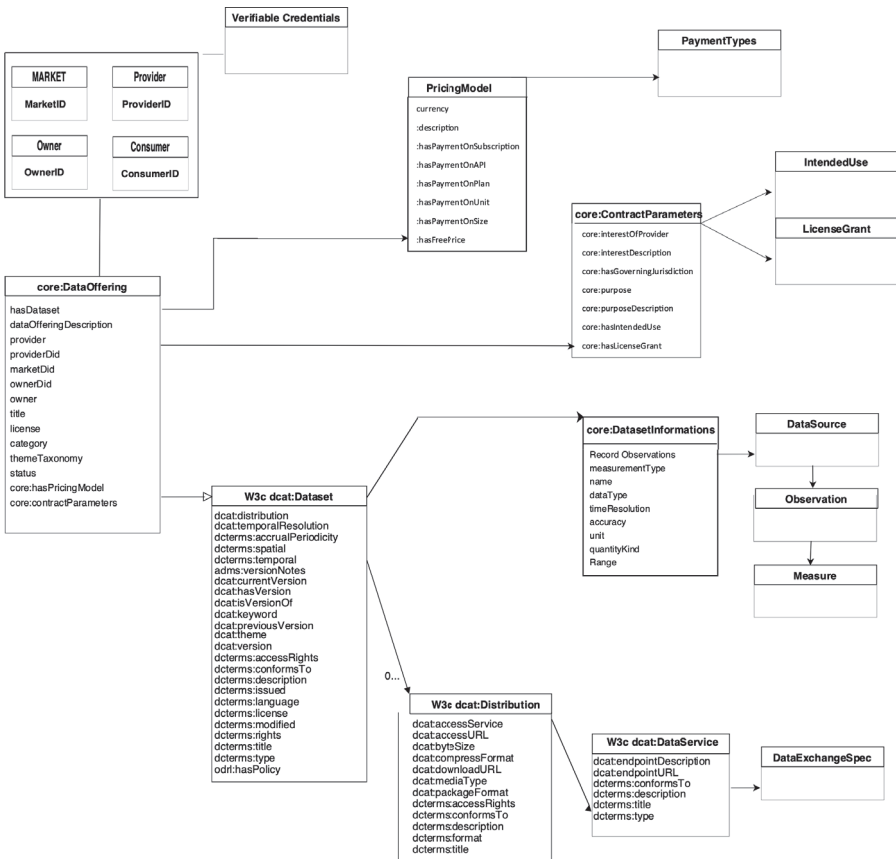 Verifiable Credentials
MARKET
MarketID
Provider
ProviderID
Owner
OwnerID
Consumer
ConsumerID
PaymentTypes
PricingModel
currency
:description
:hasPaymentOnSubscription
:hasPaymentOnAPI
:hasPaymentOnPlan
:hasPaymentOnUnit
:hasPaymentOnSize
:hasFreePrice
IntendedUse
LicenseGrant
core:ContractParameters
core:interestOfProvider
core:interestDescription
core:hasGoverningJurisdiction
core:purpose
core:purposeDescription
core:hasIntendedUse
core:hasLicenseGrant
core:DataOffering
hasDataset
dataOfferingDescription
provider
providerDid
marketDid
ownerDid
owner
title
license
category
themeTaxonomy
status
core:hasPricingModel
core:contractParameters
core:DatasetInformations
Record Observations
measurementType
name
dataType
timeResolution
accuracy
unit
quantityKind
Range
DataSource
Observation
Measure
W3c dcat:Dataset
dcat:distribution
dcat:temporalResolution
dcterms:accrualPeriodicity
dcterms:spatial
dcterms:temporal
adms:versionNotes
dcat:currentVersion
dcat:hasVersion
dcat:isVersionOf
dcat:keyword
dcat:previousVersion
dcat:theme
dcat:version
dcterms:accessRights
dcterms:conformsTo
dcterms:description
dcterms:issued
dcterms:language
dcterms:license
dcterms:modified
dcterms:rights
dcterms:title
dcterms:type
odrl:hasPolicy
0...
W3c dcat:Distribution
dcat:accessService
dcat:accessURL
dcat:byteSize
dcat:compressFormat
dcat:downloadURL
dcat:mediaType
dcat:packageFormat
dcterms:accessRights
dcterms:conformsTo
dcterms:description
dcterms:format
dcterms:title
W3c dcat:DataService
dcat:endpointDescription
dcat:endpointURL
dcterms:conformsTo
dcterms:description
dcterms:title
dcterms:type
DataExchangeSpec